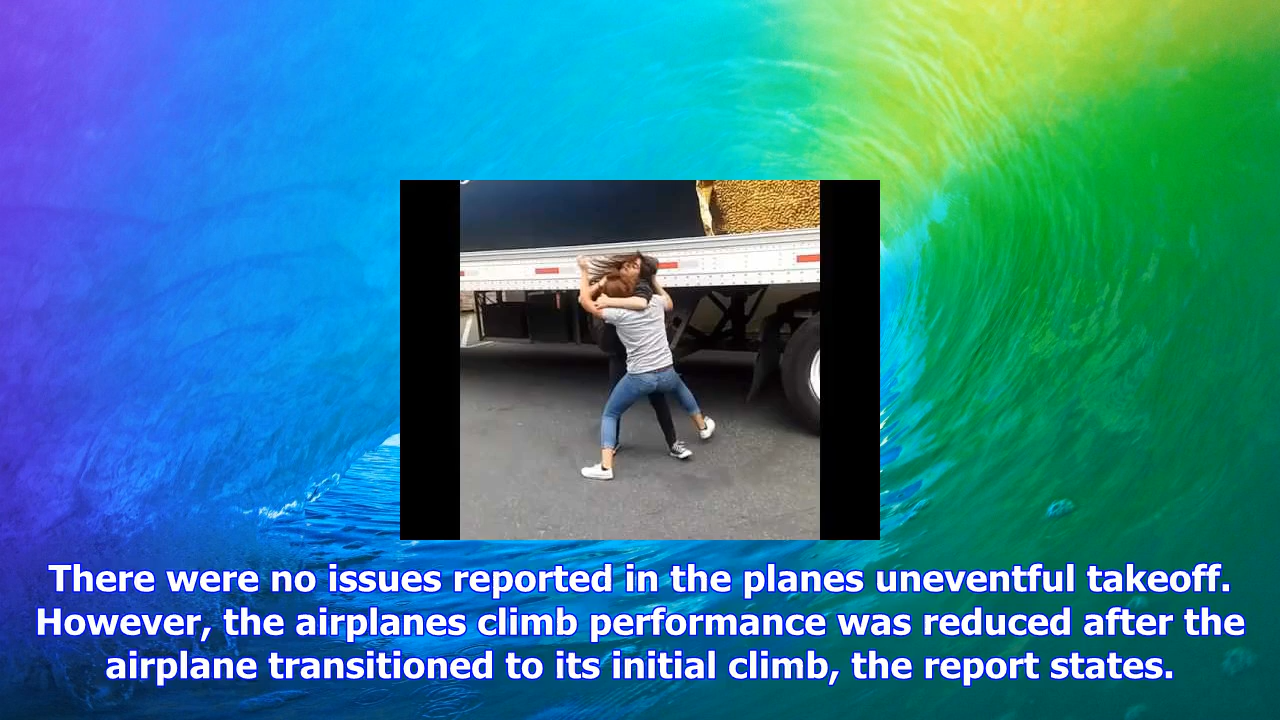 There were no issues reported in the planes uneventful takeoff.
However, the airplanes climb performance was reduced after the
airplane transitioned to its initial climb, the report states.